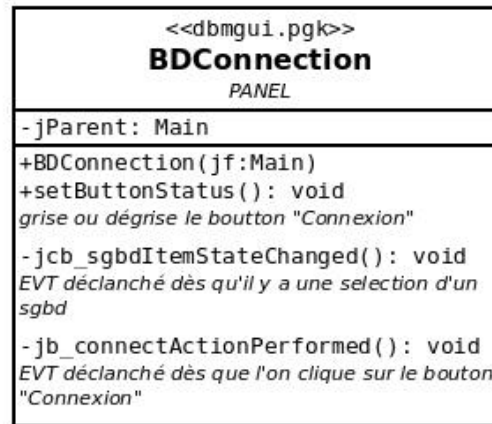 <<dbmgui.pgk>>
BDConnection
PANEL
-jParent: Main
+BDConnection(jf:Main)
+setButtonStatus(): void
grise ou dégrise le boutton "Connexion"
-jcb_sgbdItemStateChanged(): void
EVT déclanché dès qu'il y a une selection d'un
sgbd
-jb_connectActionPerformed(): void
EVT déclanché dès que l'on clique sur le bouton
"Connexion"